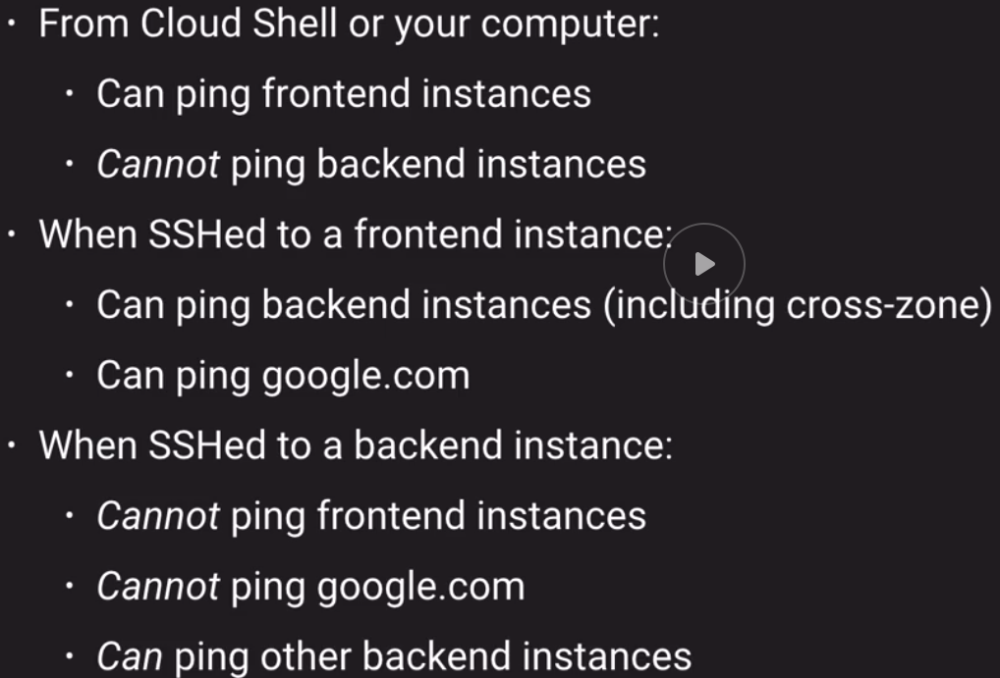 • From Cloud Shell or your computer:
• Can ping frontend instances
• Cannot ping backend instances
• When SSHed to a frontend instance:
• Can ping backend instances (including cross-zone)
• Can ping google.com
• When SSHed to a backend instance:
• Cannot ping frontend instances
• Cannot ping google.com
• Can ping other backend instances